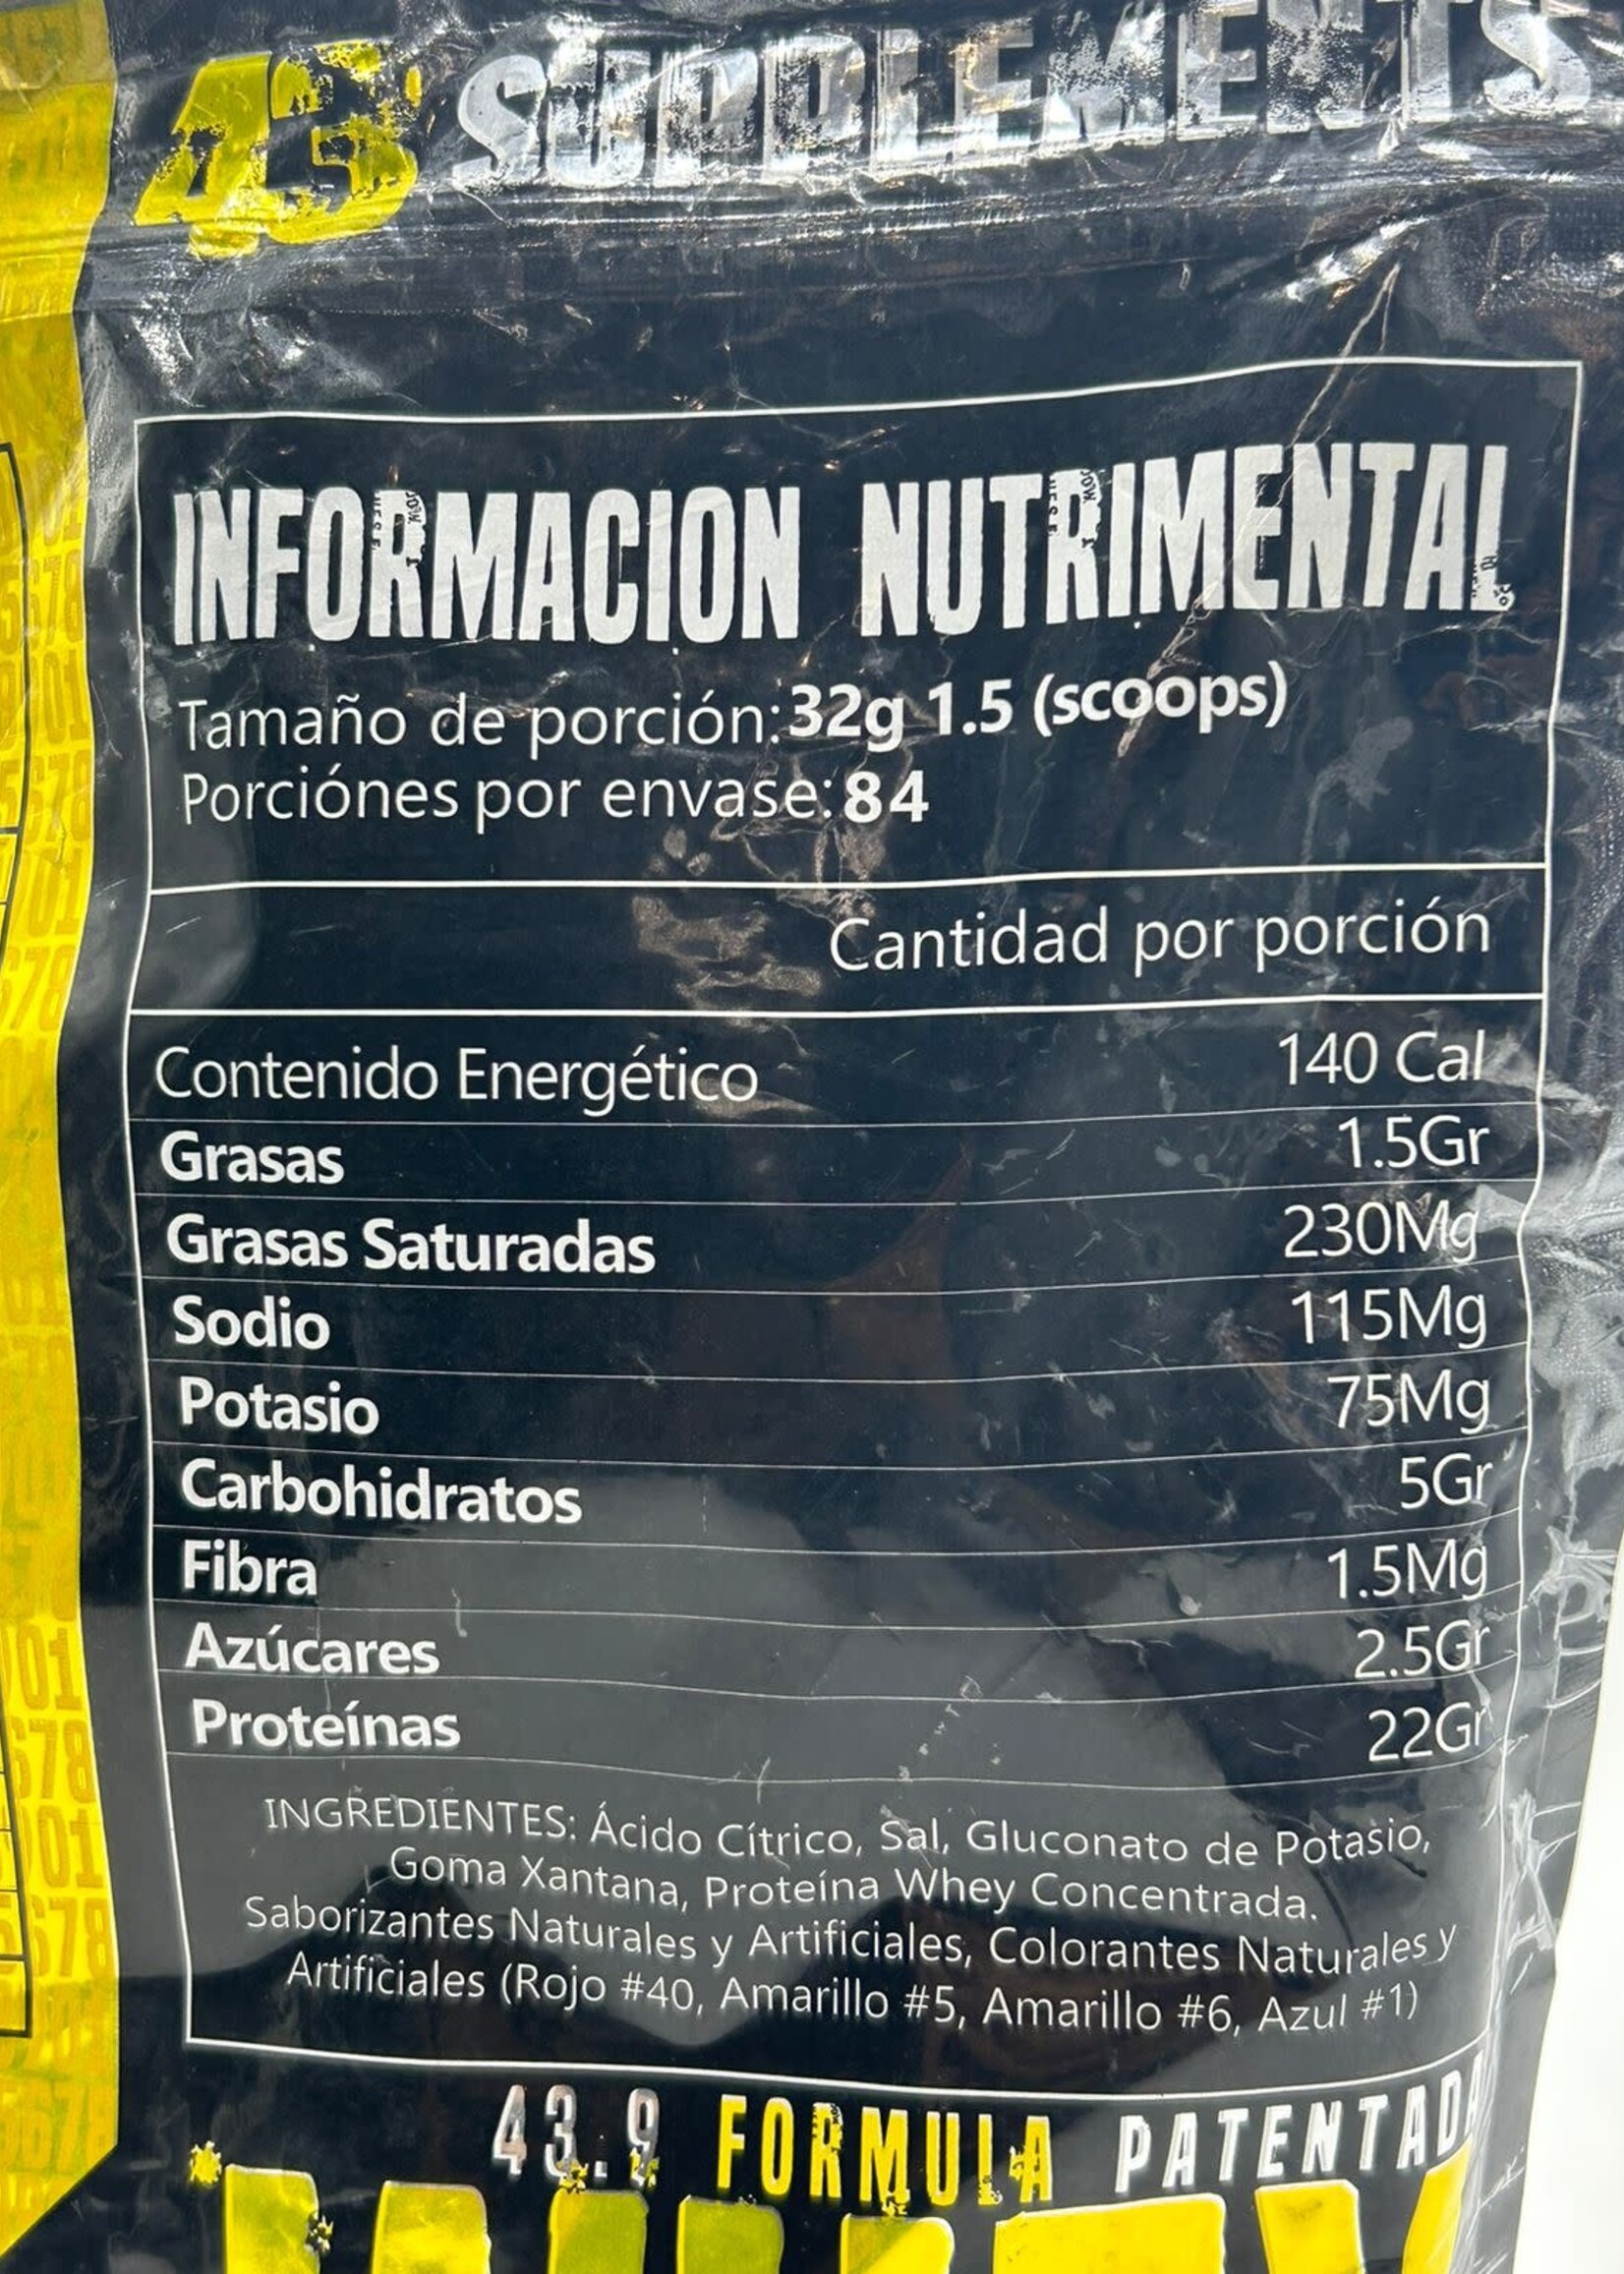 43 SUPPLEMENTS
INFORMACION NUTRIMENTAL
Tamaño de porción: 32g 1.5 (scoops)
Porciónes por envase: 84
Cantidad por porción
Contenido Energético 140 Cal
Grasas 1.5Gr
Grasas Saturadas 230Mg
Sodio 115Mg
Potasio 75Mg
Carbohidratos 5Gr
Fibra 1.5Mg
Azúcares 2.5Gr
Proteínas 22Gr
INGREDIENTES: Ácido Cítrico, Sal, Gluconato de Potasio,
Goma Xantana, Proteína Whey Concentrada.
Saborizantes Naturales y Artificiales, Colorantes Naturales y
Artificiales (Rojo #40, Amarillo #5, Amarillo #6, Azul #1)
43.9 FORMULA PATENTADA